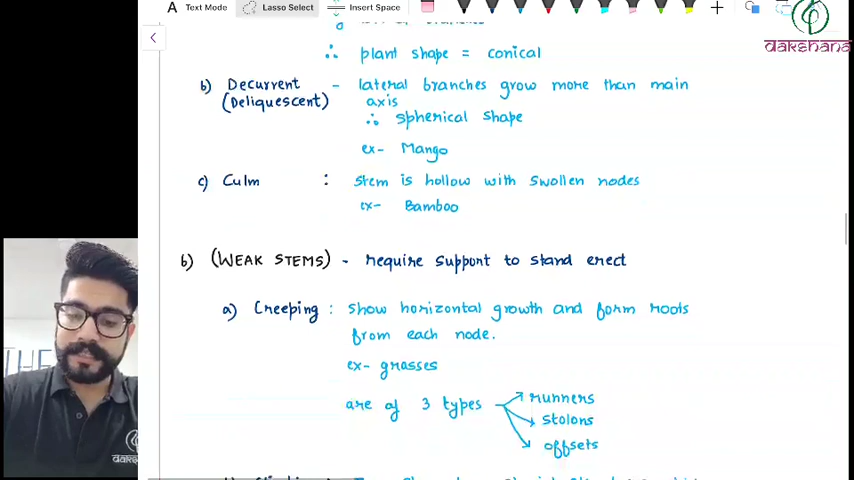 A Text Mode Lasso Select Insert Space
dakshana
∴ plant shape = conical
b) Decurrent - lateral branches grow more than main
(Deliquescent) axis
∴ spherical shape
ex- Mango
c) Culm : stem is hollow with swollen nodes
ex- Bamboo
b) (WEAK STEMS) - require support to stand erect
a) Creeping : show horizontal growth and form roots
from each node.
ex- grasses
are of 3 types → runners
→ stolons
→ offsets